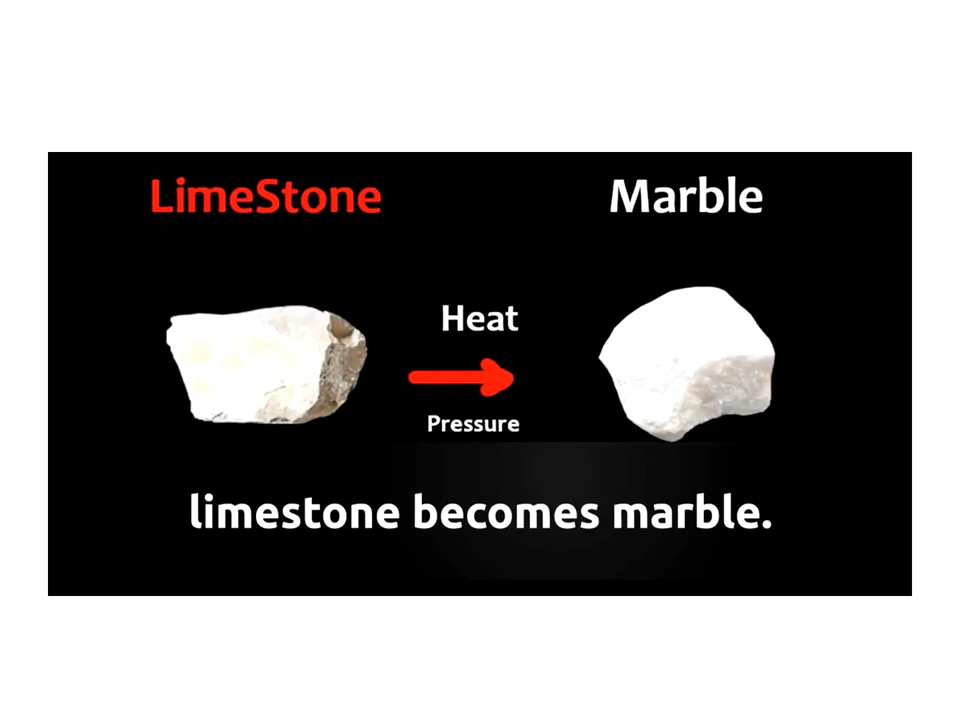 LimeStone
Marble
Heat
Pressure
limestone becomes marble.